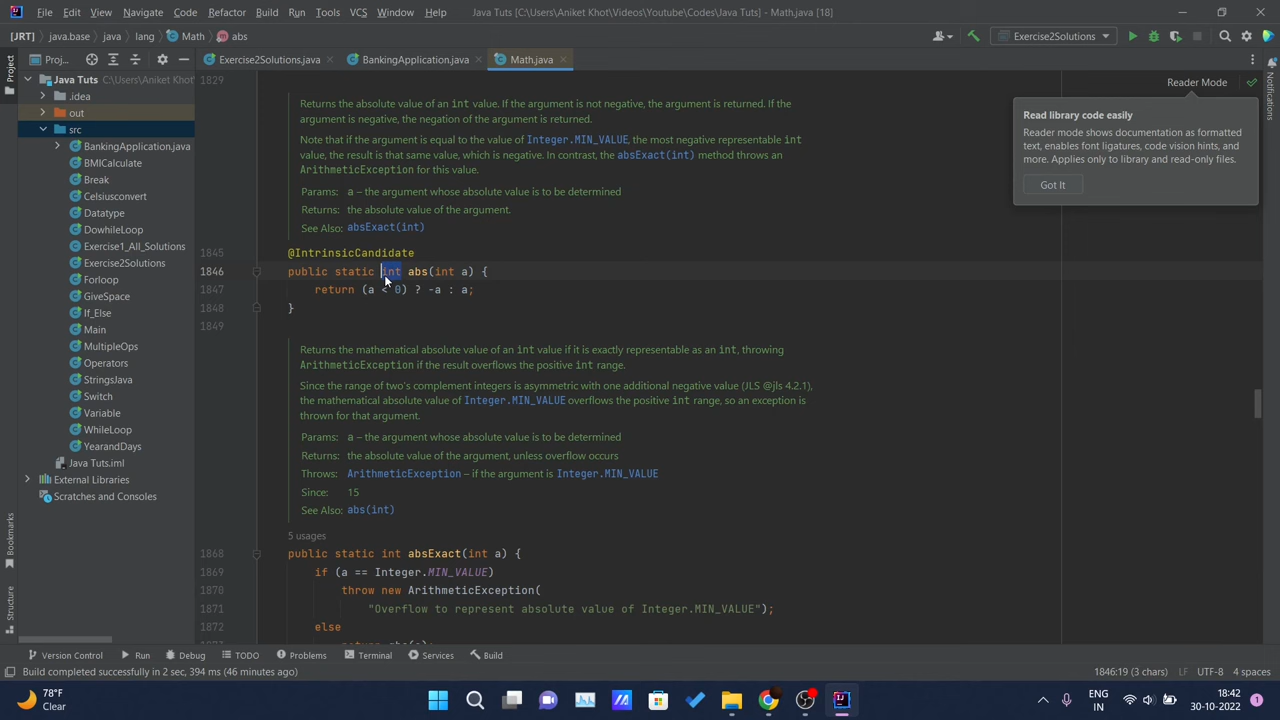 File Edit View Navigate Code Refactor Build Run Tools VCS Window Help Java Tuts [C:\Users\Aniket Khot\Videos\Youtube\Codes\Java Tuts] - Math.java [18]
[JRT] java.base java lang Math abs Exercise2Solutions
Project Proj... Exercise2Solutions.java BankingApplication.java Math.java
Notifications
Java Tuts C:\Users\Aniket Khot
.idea
out
src
BankingApplication.java
BMICalculate
Break
Celsiusconvert
Datatype
DowhileLoop
Exercise1_All_Solutions
Exercise2Solutions
Forloop
GiveSpace
If_Else
Main
MultipleOps
Operators
StringsJava
Switch
Variable
WhileLoop
YearandDays
Java Tuts.iml
External Libraries
Scratches and Consoles
Bookmarks
Structure
1829
Reader Mode
Returns the absolute value of an int value. If the argument is not negative, the argument is returned. If the
argument is negative, the negation of the argument is returned.
Note that if the argument is equal to the value of Integer.MIN_VALUE, the most negative representable int
value, the result is that same value, which is negative. In contrast, the absExact(int) method throws an
ArithmeticException for this value.
Params: a – the argument whose absolute value is to be determined
Returns: the absolute value of the argument.
See Also: absExact(int)
Read library code easily
Reader mode shows documentation as formatted
text, enables font ligatures, code vision hints, and
more. Applies only to library and read-only files.
Got It
1845 @IntrinsicCandidate
1846 public static int abs(int a) {
return (a < 0) ? -a : a;
1848 }
1849
Returns the mathematical absolute value of an int value if it is exactly representable as an int, throwing
ArithmeticException if the result overflows the positive int range.
Since the range of two's complement integers is asymmetric with one additional negative value (JLS @jls 4.2.1),
the mathematical absolute value of Integer.MIN_VALUE overflows the positive int range, so an exception is
thrown for that argument.
Params: a – the argument whose absolute value is to be determined
Returns: the absolute value of the argument, unless overflow occurs
Throws: ArithmeticException – if the argument is Integer.MIN_VALUE
Since: 15
See Also: abs(int)
5 usages
1868 public static int absExact(int a) {
1869 if (a == Integer.MIN_VALUE)
1870 throw new ArithmeticException(
1871 "Overflow to represent absolute value of Integer.MIN_VALUE");
1872 else
Version Control Run Debug TODO Problems Terminal Services Build
Build completed successfully in 2 sec, 394 ms (46 minutes ago) 1846:19 (3 chars) LF UTF-8 4 spaces
78°F
Clear
ENG
IN
18:42
30-10-2022
1